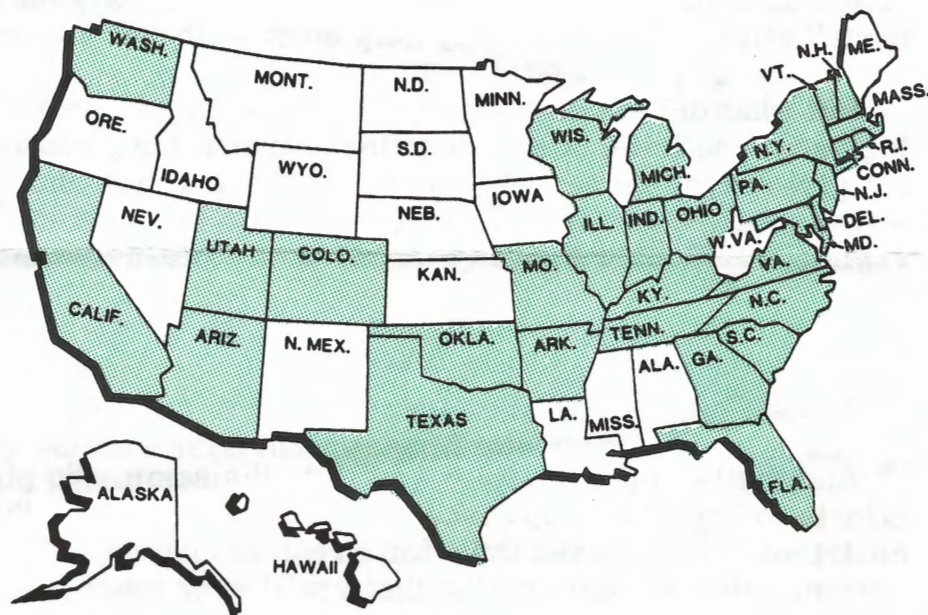 WASH.
MONT.
N.D.
MINN.
N.H.
ME.
VT.
MASS.
ORE.
IDAHO
WYO.
S.D.
WIS.
MICH.
N.Y.
R.I.
CONN.
N.J.
NEV.
UTAH
COLO.
NEB.
IOWA
ILL.
IND.
OHIO
PA.
DEL.
MD.
W.VA.
VA.
CALIF.
ARIZ.
N. MEX.
KAN.
MO.
KY.
N.C.
TENN.
S.C.
OKLA.
ARK.
GA.
ALA.
MISS.
LA.
TEXAS
FLA.
ALASKA
HAWAII